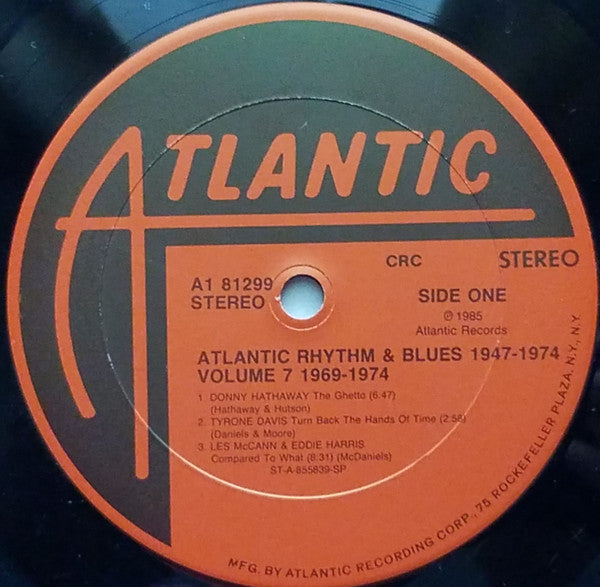 ATLANTIC
CRC STEREO
A1 81299 SIDE ONE
STEREO ℗ 1985
Atlantic Records
ATLANTIC RHYTHM & BLUES 1947-1974
VOLUME 7 1969-1974
1 DONNY HATHAWAY The Ghetto (6:47)
(Hathaway & Hutson)
2 TYRONE DAVIS Turn Back The Hands Of Time (2:56)
(Daniels & Moore)
3 LES McCANN & EDDIE HARRIS
Compared To What (8:31) (McDaniels)
ST-A-855839-SP
MFG. BY ATLANTIC RECORDING CORP., 75 ROCKEFELLER PLAZA, N.Y., N.Y.